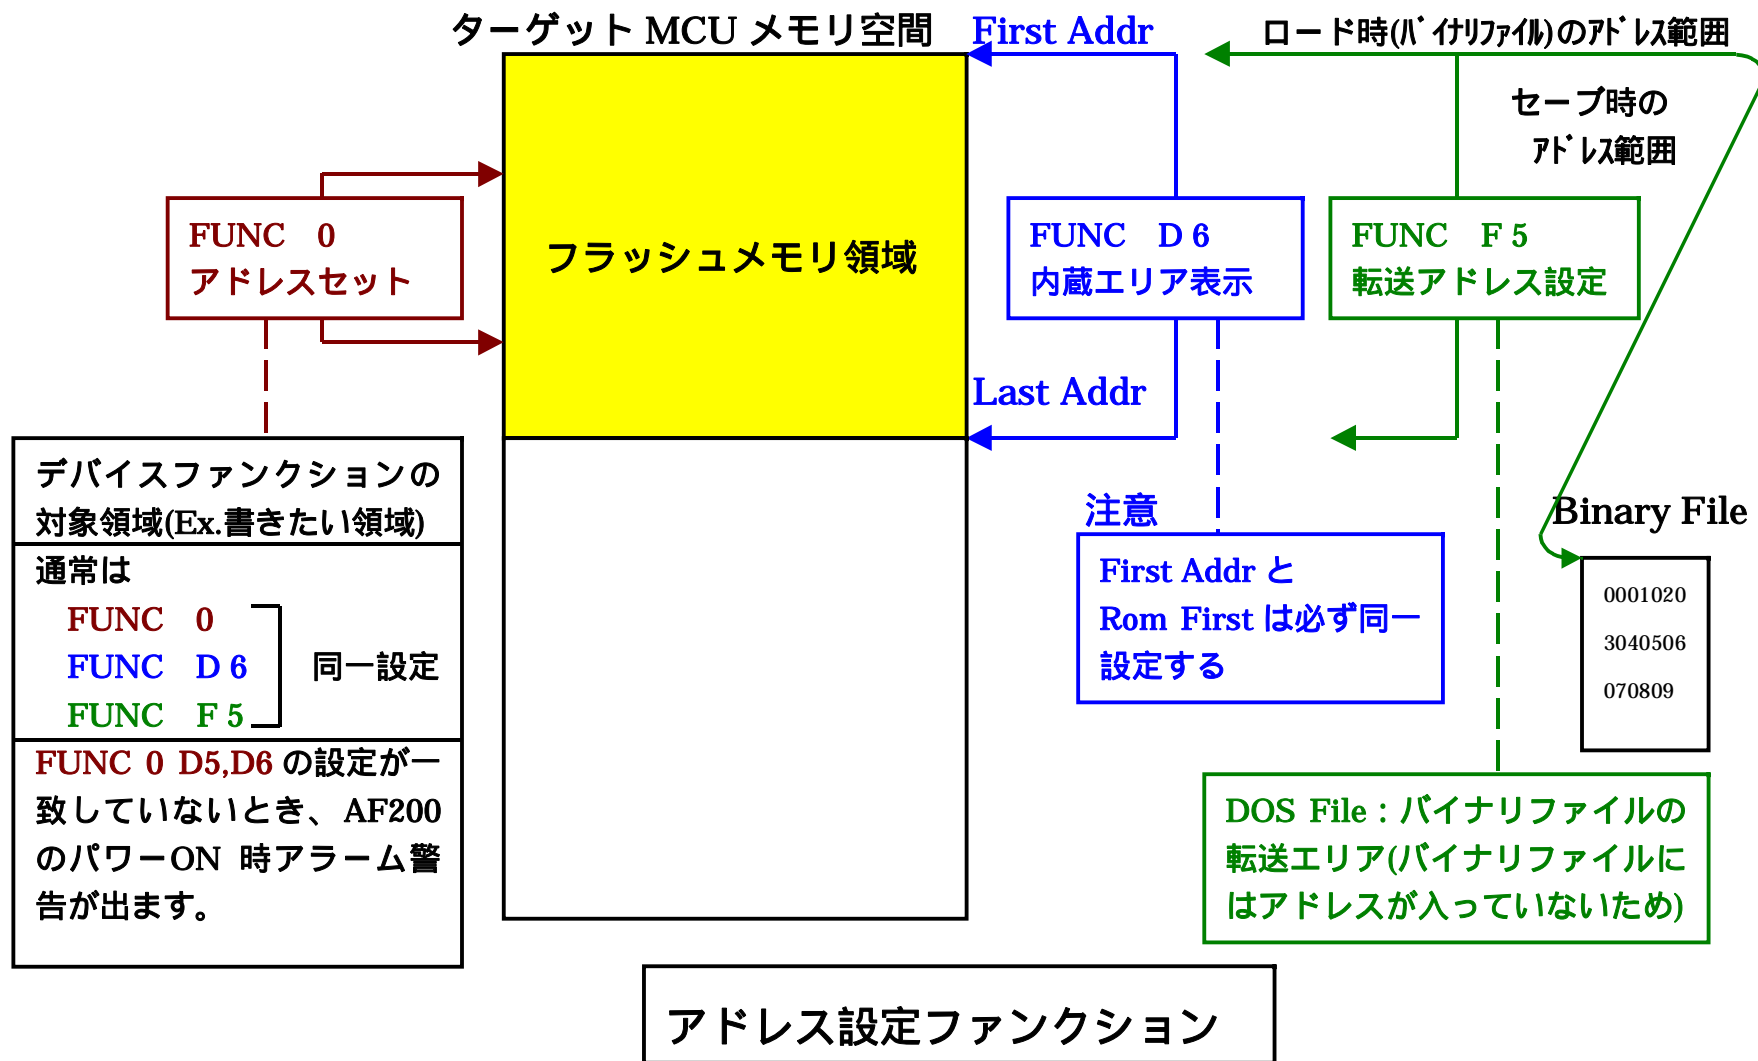 ターゲット MCU メモリ空間
First Addr
ロード時(バイナリファイル)のアドレス範囲
セーブ時の
アドレス範囲
FUNC 0
アドレスセット
フラッシュメモリ領域
FUNC D 6
内蔵エリア表示
FUNC F 5
転送アドレス設定
Last Addr
デバイスファンクションの
対象領域(Ex.書きたい領域)
通常は
FUNC 0
FUNC D 6
同一設定
FUNC F 5
FUNC 0 D5,D6 の設定が一
致していないとき、AF200
のパワーON 時アラーム警
告が出ます。
注意
First Addr と
Rom First は必ず同一
設定する
Binary File
0001020
3040506
070809
DOS File：バイナリファイルの
転送エリア(バイナリファイルに
はアドレスが入っていないため)
アドレス設定ファンクション